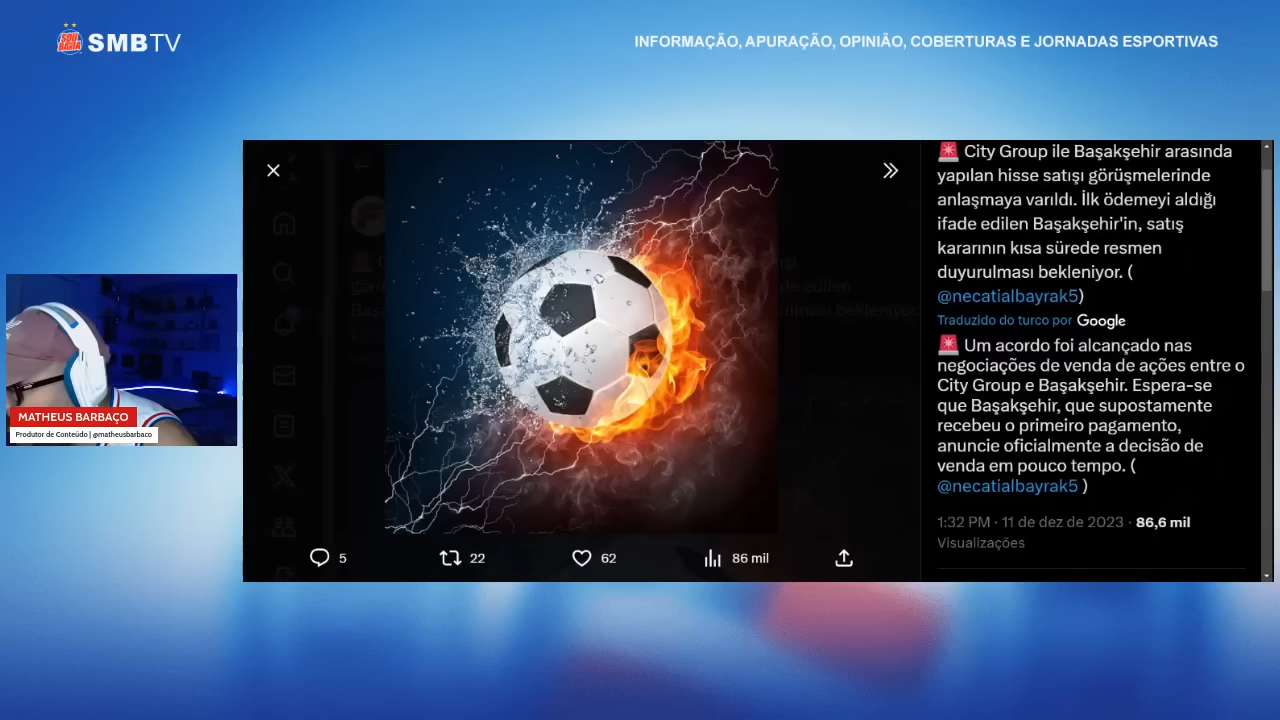 SOU BAHIA
SMBTV
INFORMAÇÃO, APURAÇÃO, OPINIÃO, COBERTURAS E JORNADAS ESPORTIVAS
🚨 City Group ile Başakşehir arasında
yapılan hisse satışı görüşmelerinde
anlaşmaya varıldı. İlk ödemeyi aldığı
ifade edilen Başakşehir'in, satış
kararının kısa sürede resmen
duyurulması bekleniyor. (
@necatialbayrak5)
Traduzido do turco por Google
🚨 Um acordo foi alcançado nas
negociações de venda de ações entre o
City Group e Başakşehir. Espera-se
que Başakşehir, que supostamente
recebeu o primeiro pagamento,
anuncie oficialmente a decisão de
venda em pouco tempo. (
@necatialbayrak5 )
1:32 PM · 11 de dez de 2023 · 86,6 mil
Visualizações
5
22
62
86 mil
MATHEUS BARBAÇO
Produtor de Conteúdo | @matheusbarbaco